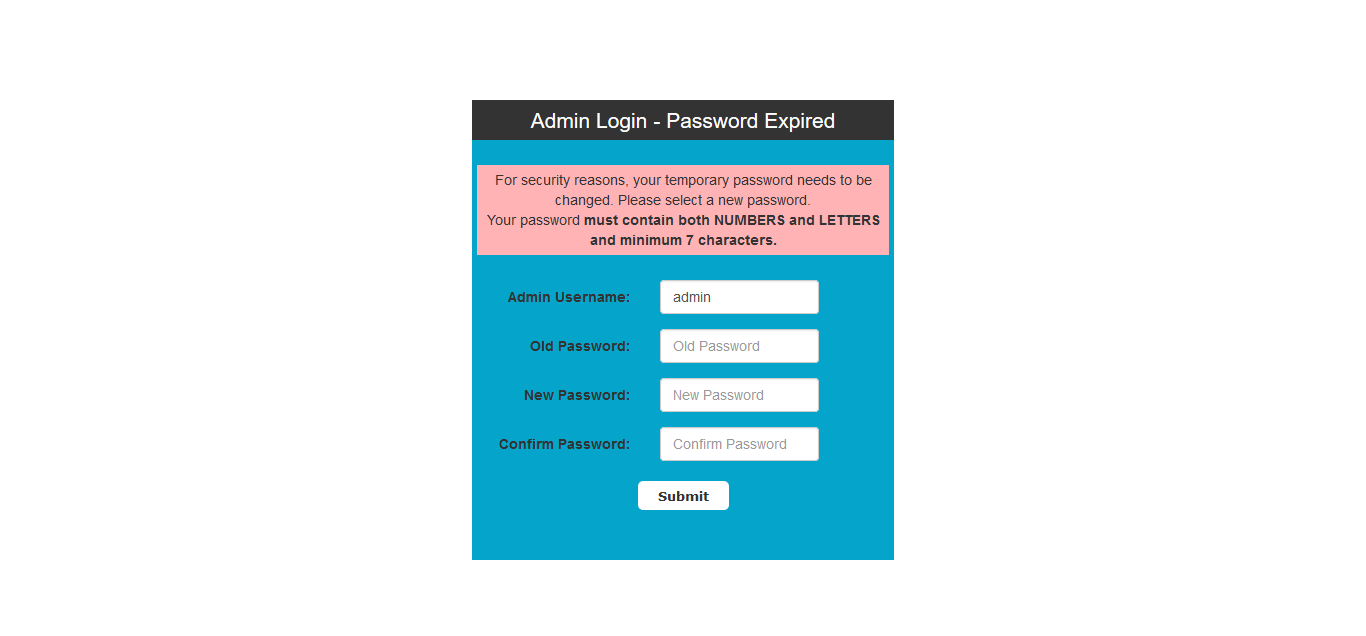 Admin Login - Password Expired
For security reasons, your temporary password needs to be
changed. Please select a new password.
Your password must contain both NUMBERS and LETTERS
and minimum 7 characters.
Admin Username: admin
Old Password: Old Password
New Password: New Password
Confirm Password: Confirm Password
Submit